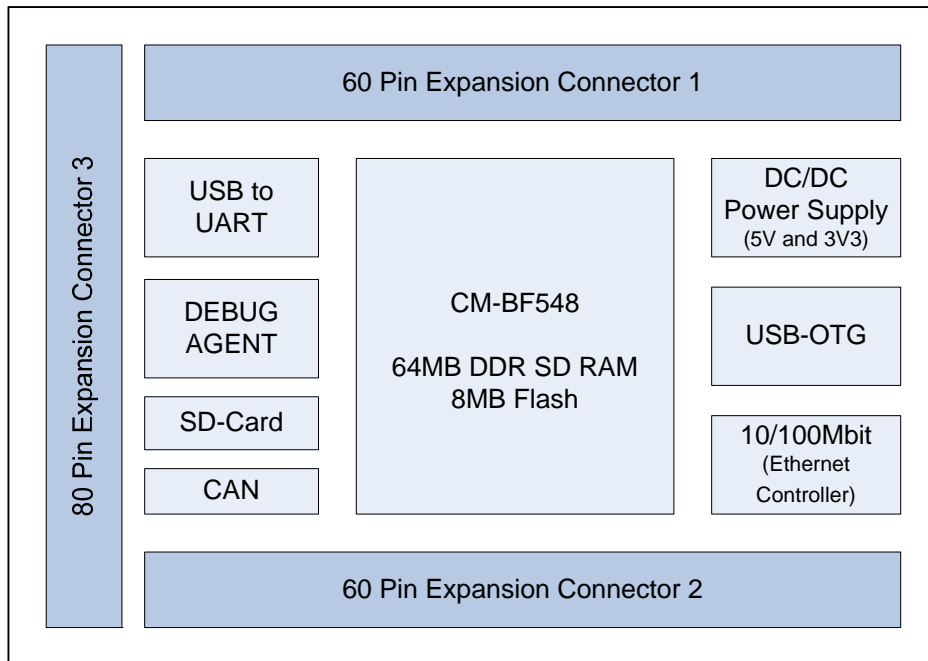 60 Pin Expansion Connector 1
80 Pin Expansion Connector 3
USB to
UART
DEBUG
AGENT
SD-Card
CAN
CM-BF548
64MB DDR SD RAM
8MB Flash
DC/DC
Power Supply
(5V and 3V3)
USB-OTG
10/100Mbit
(Ethernet
Controller)
60 Pin Expansion Connector 2